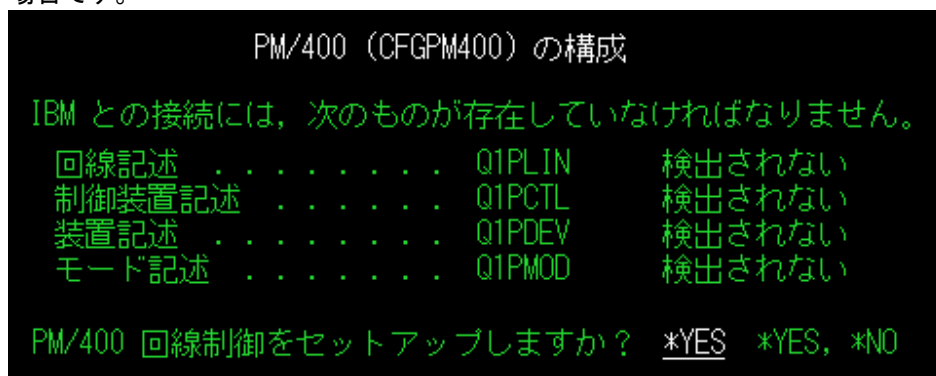 場合です。
PM/400 (CFGPM400) の構成
IBM との接続には，次のものが存在していなければなりません。
回線記述 . . . . . . . . Q1PLIN 検出されない
制御装置記述 . . . . . . Q1PCTL 検出されない
装置記述 . . . . . . . . Q1PDEV 検出されない
モード記述 . . . . . . . Q1PMOD 検出されない
PM/400 回線制御をセットアップしますか？ *YES *YES, *NO